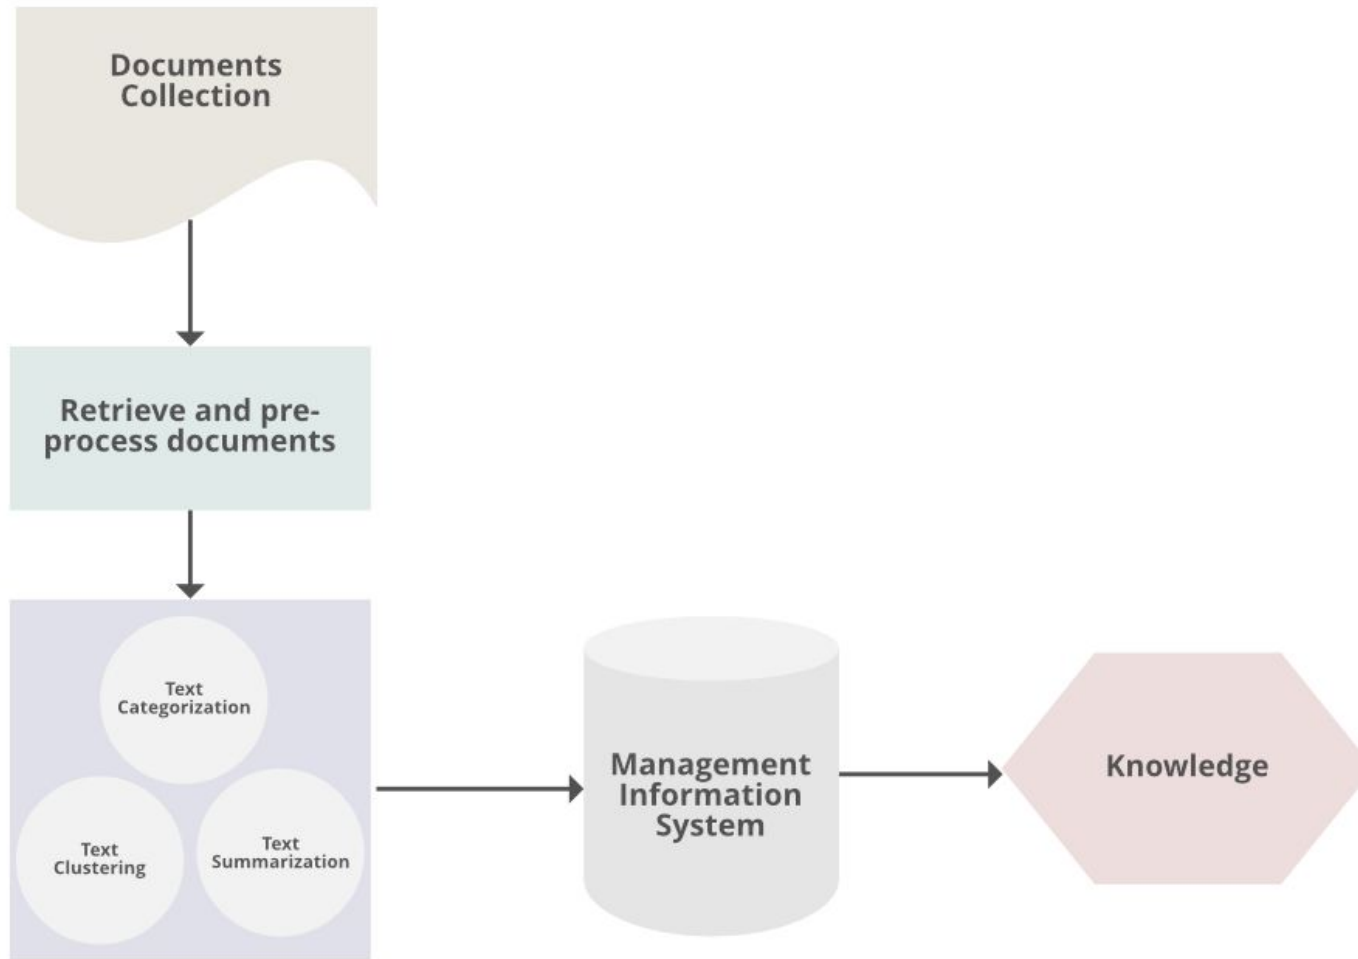 Documents
Collection
Retrieve and pre-
process documents
Text
Categorization
Text
Clustering
Text
Summarization
Management
Information
System
Knowledge